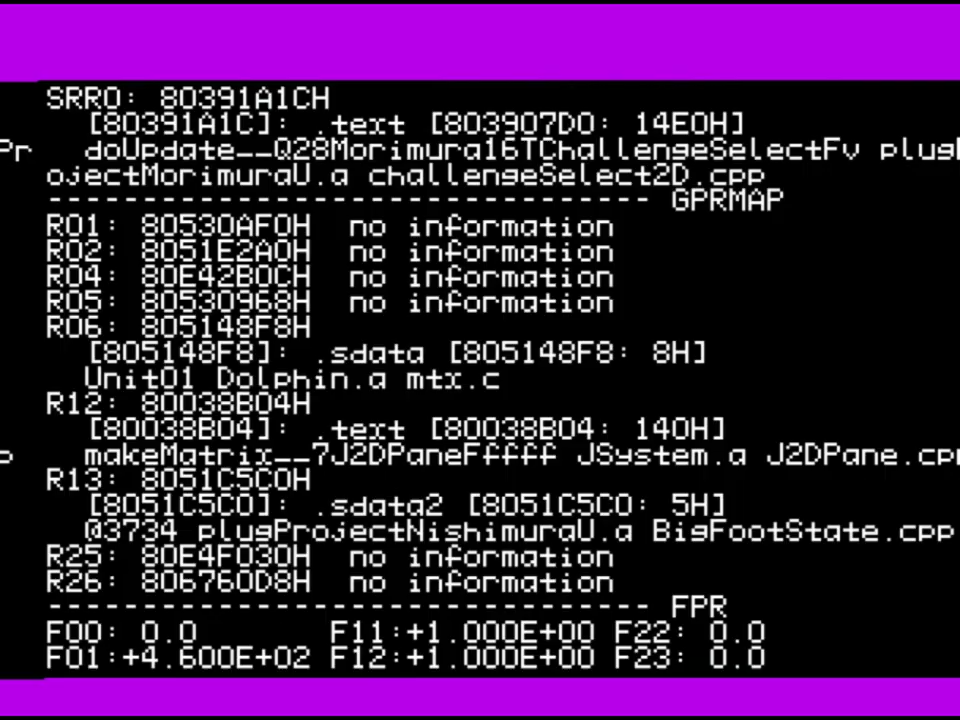 SRR0: 80391A1CH
[80391A1C]: .text [803907D0: 14E0H]
Pr doUpdate__Q28Morimura16TChallengeSelectFv plug
ojectMorimuraU.a challengeSelect2D.cpp
-------------------------------- GPRMAP
R01: 80530AF0H no information
R02: 8051E2A0H no information
R04: 80E42B0CH no information
R05: 80530968H no information
R06: 805148F8H
[805148F8]: .sdata [805148F8: 8H]
Unit01 Dolphin.a mtx.c
R12: 80038B04H
[80038B04]: .text [80038B04: 140H]
makeMatrix__7J2DPaneFffff JSystem.a J2DPane.cpp
R13: 8051C5C0H
[8051C5C0]: .sdata2 [8051C5C0: 5H]
@3734 plugProjectNishimuraU.a BigFootState.cpp
R25: 80E4F030H no information
R26: 806760D8H no information
-------------------------------- FPR
F00: 0.0 F11:+1.000E+00 F22: 0.0
F01:+4.600E+02 F12:+1.000E+00 F23: 0.0